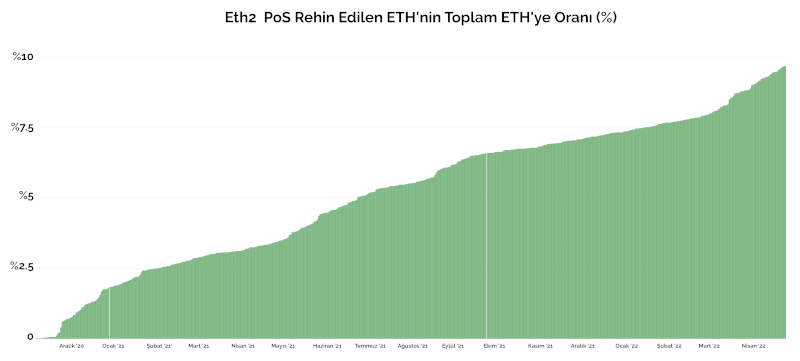 Eth2 PoS Rehin Edilen ETH'nin Toplam ETH'ye Oranı (%)
%10
%7.5
%5
%2.5
0
Aralık '20 Ocak '21 Şubat '21' Mart '21 Nisan '21 Mayıs '21 Haziran '21 Temmuz '21 Ağustos '21 Eylül '21 Ekim '21 Kasım '21 Aralık '21 Ocak '22 Şubat '22 Mart '22 Nisan '22